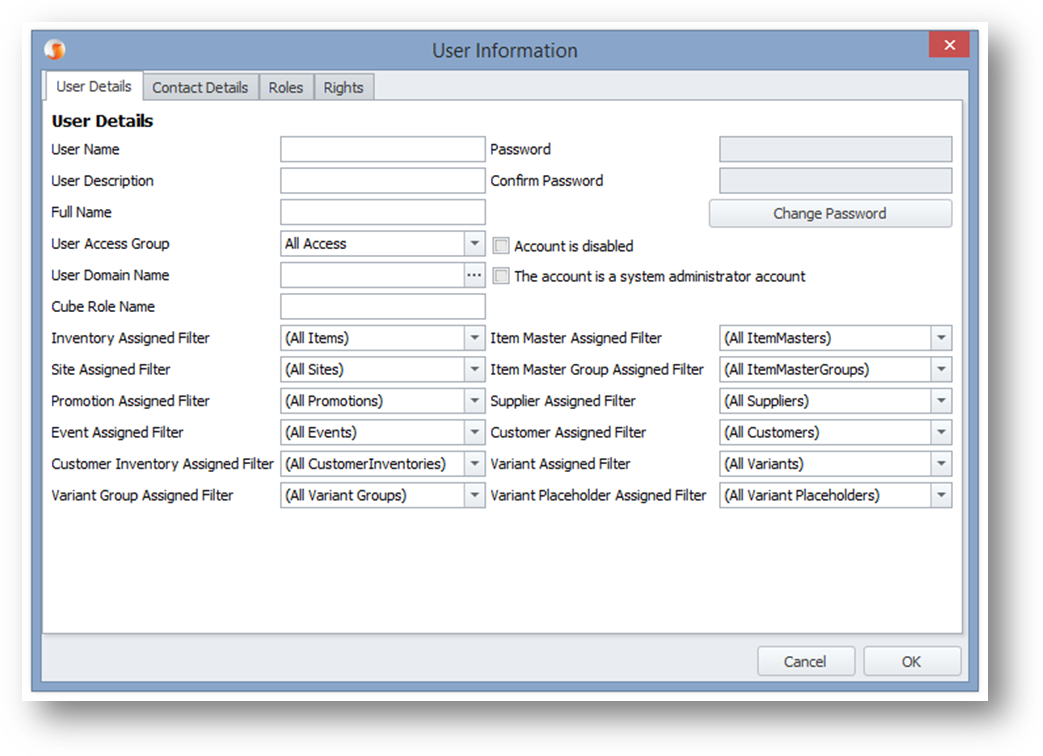 User Information
User Details Contact Details Roles Rights
User Details
User Name Password
User Description Confirm Password
Full Name Change Password
User Access Group All Access Account is disabled
User Domain Name ... The account is a system administrator account
Cube Role Name
Inventory Assigned Filter (All Items) Item Master Assigned Filter (All ItemMasters)
Site Assigned Filter (All Sites) Item Master Group Assigned Filter (All ItemMasterGroups)
Promotion Assigned Fliter (All Promotions) Supplier Assigned Filter (All Suppliers)
Event Assigned Filter (All Events) Customer Assigned Filter (All Customers)
Customer Inventory Assigned Filter (All CustomerInventories) Variant Assigned Filter (All Variants)
Variant Group Assigned Filter (All Variant Groups) Variant Placeholder Assigned Filter (All Variant Placeholders)
Cancel OK